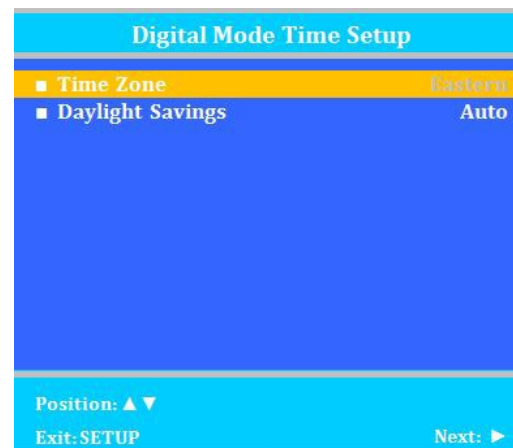 Digital Mode Time Setup
■ Time Zone Eastern
■ Daylight Savings Auto
Position: ▲ ▼
Exit: SETUP Next: ►